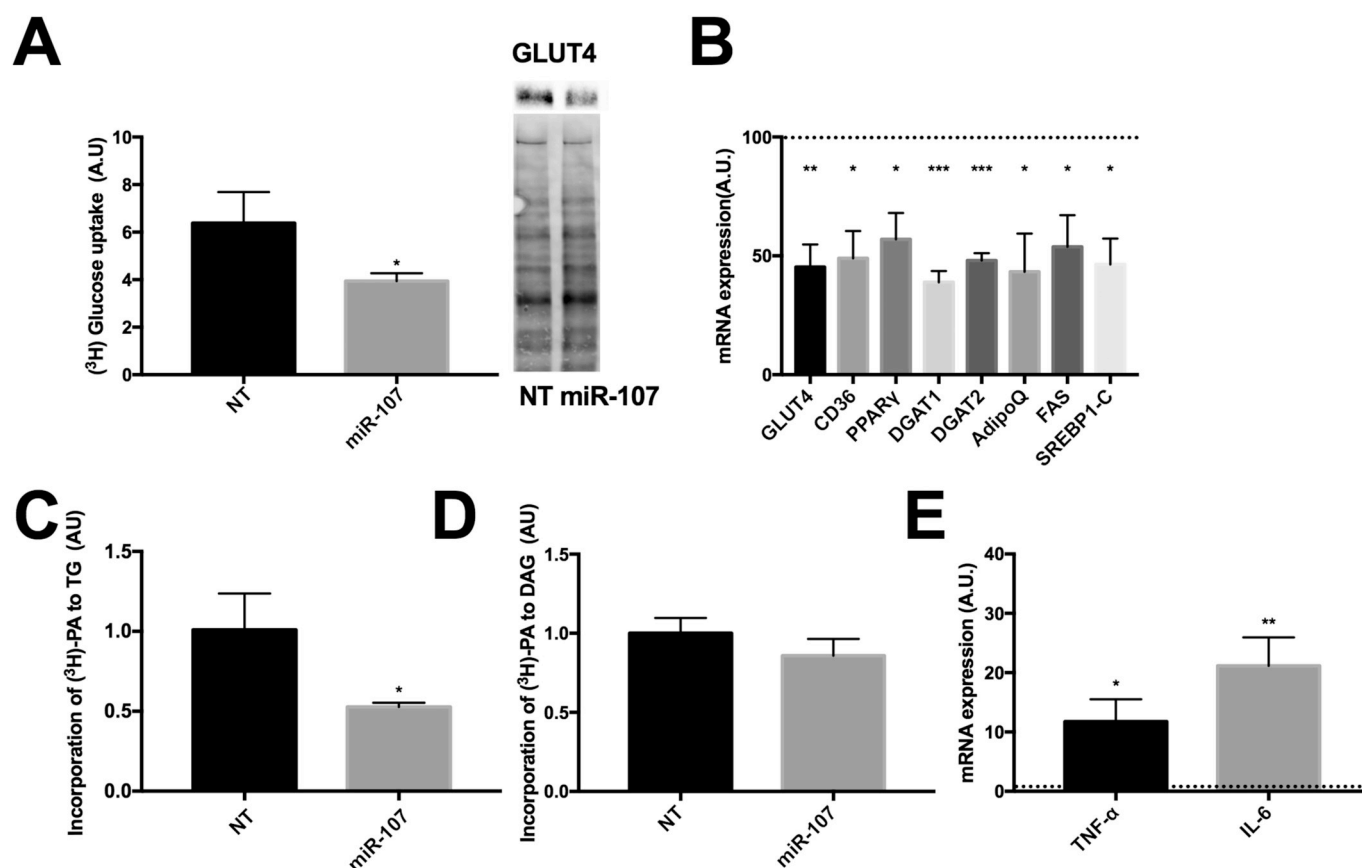 A
GLUT4
(³H) Glucose uptake (A.U)
10
8
6
4
2
0
*
NT
miR-107
NT miR-107
B
mRNA expression(A.U.)
100
50
0
** * * *** *** * * *
GLUT4
CD36
PPARγ
DGAT1
DGAT2
AdipoQ
FAS
SREBP1-C
C
Incorporation of (³H)-PA to TG (AU)
1.5
1.0
0.5
0.0
*
NT
miR-107
D
Incorporation of (³H)-PA to DAG (AU)
1.5
1.0
0.5
0.0
NT
miR-107
E
mRNA expression (A.U.)
40
30
20
10
0
*
**
TNF-α
IL-6